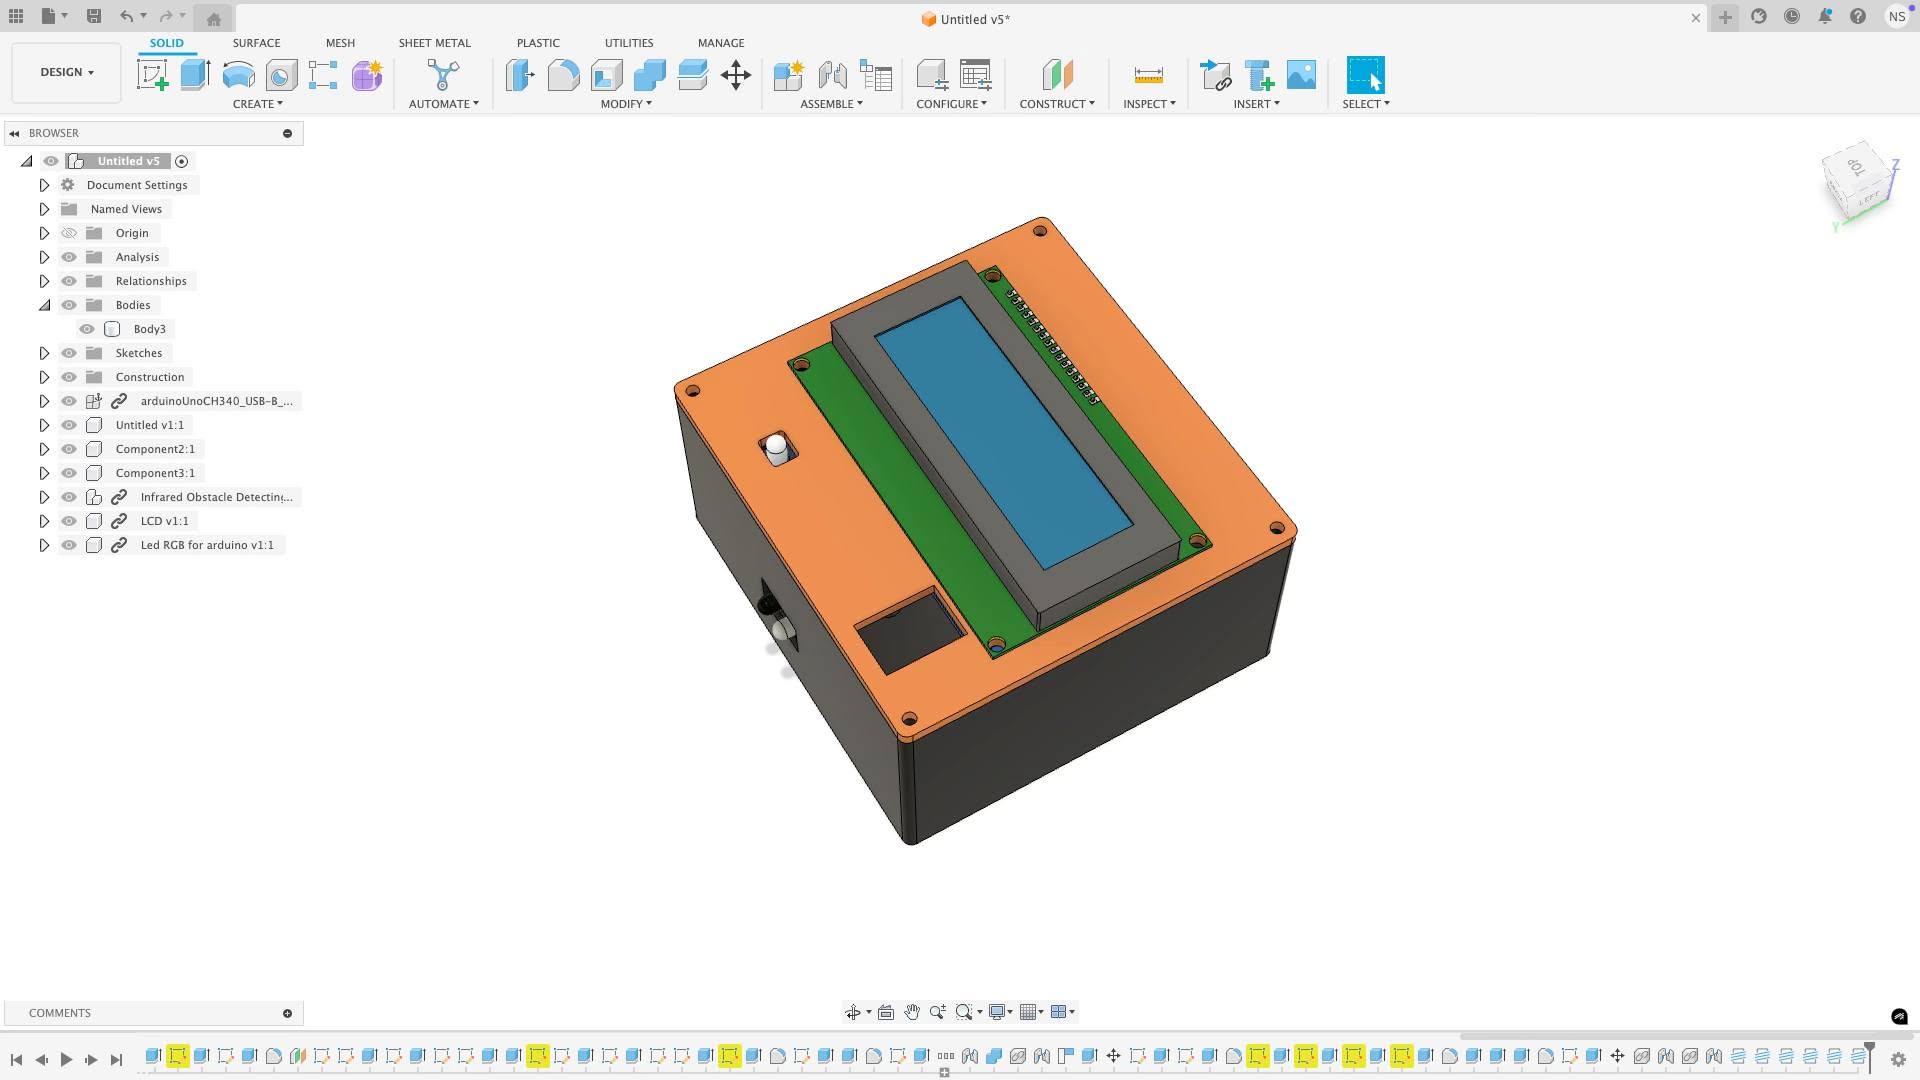 Untitled v5*
NS
DESIGN
SOLID
SURFACE
MESH
SHEET METAL
PLASTIC
UTILITIES
MANAGE
CREATE
AUTOMATE
MODIFY
ASSEMBLE
CONFIGURE
CONSTRUCT
INSPECT
INSERT
SELECT
BROWSER
Untitled v5
Document Settings
Named Views
Origin
Analysis
Relationships
Bodies
Body3
Sketches
Construction
arduinoUnoCH340_USB-B_...
Untitled v1:1
Component2:1
Component3:1
Infrared Obstacle Detecting...
LCD v1:1
Led RGB for arduino v1:1
TOP
LEFT
Z
Y
COMMENTS